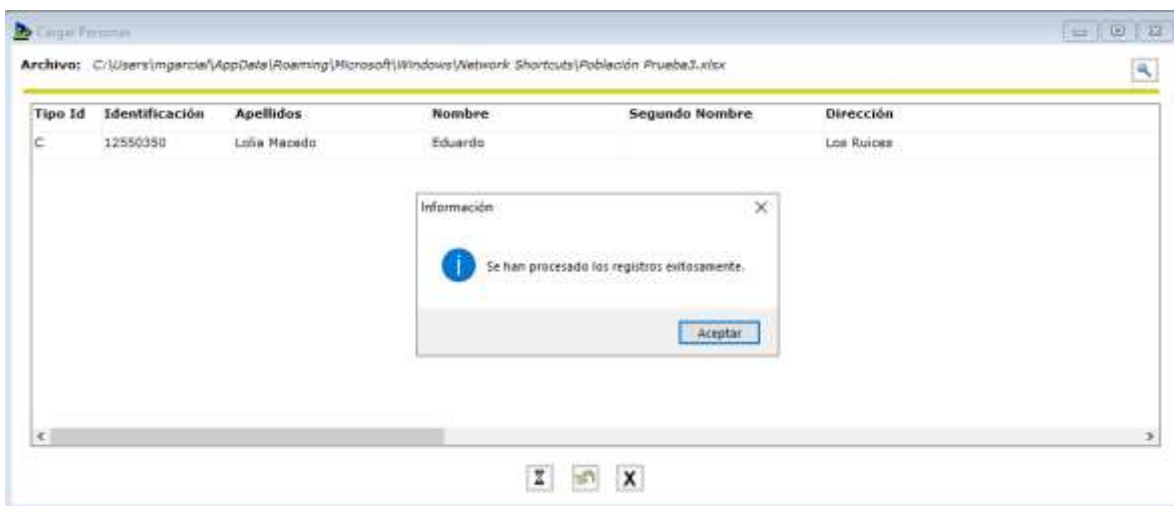 Cargar Personas
Archivo: C:\Users\mgarciel\AppData\Roaming\Microsoft\Windows\Network Shortcuts\Población Prueba3.xlsx
Tipo Id Identificación Apellidos Nombre Segundo Nombre Dirección
C 12550350 Lolia Macedo Eduardo Los Ruices
Información
Se han procesado los registros exitosamente.
Aceptar